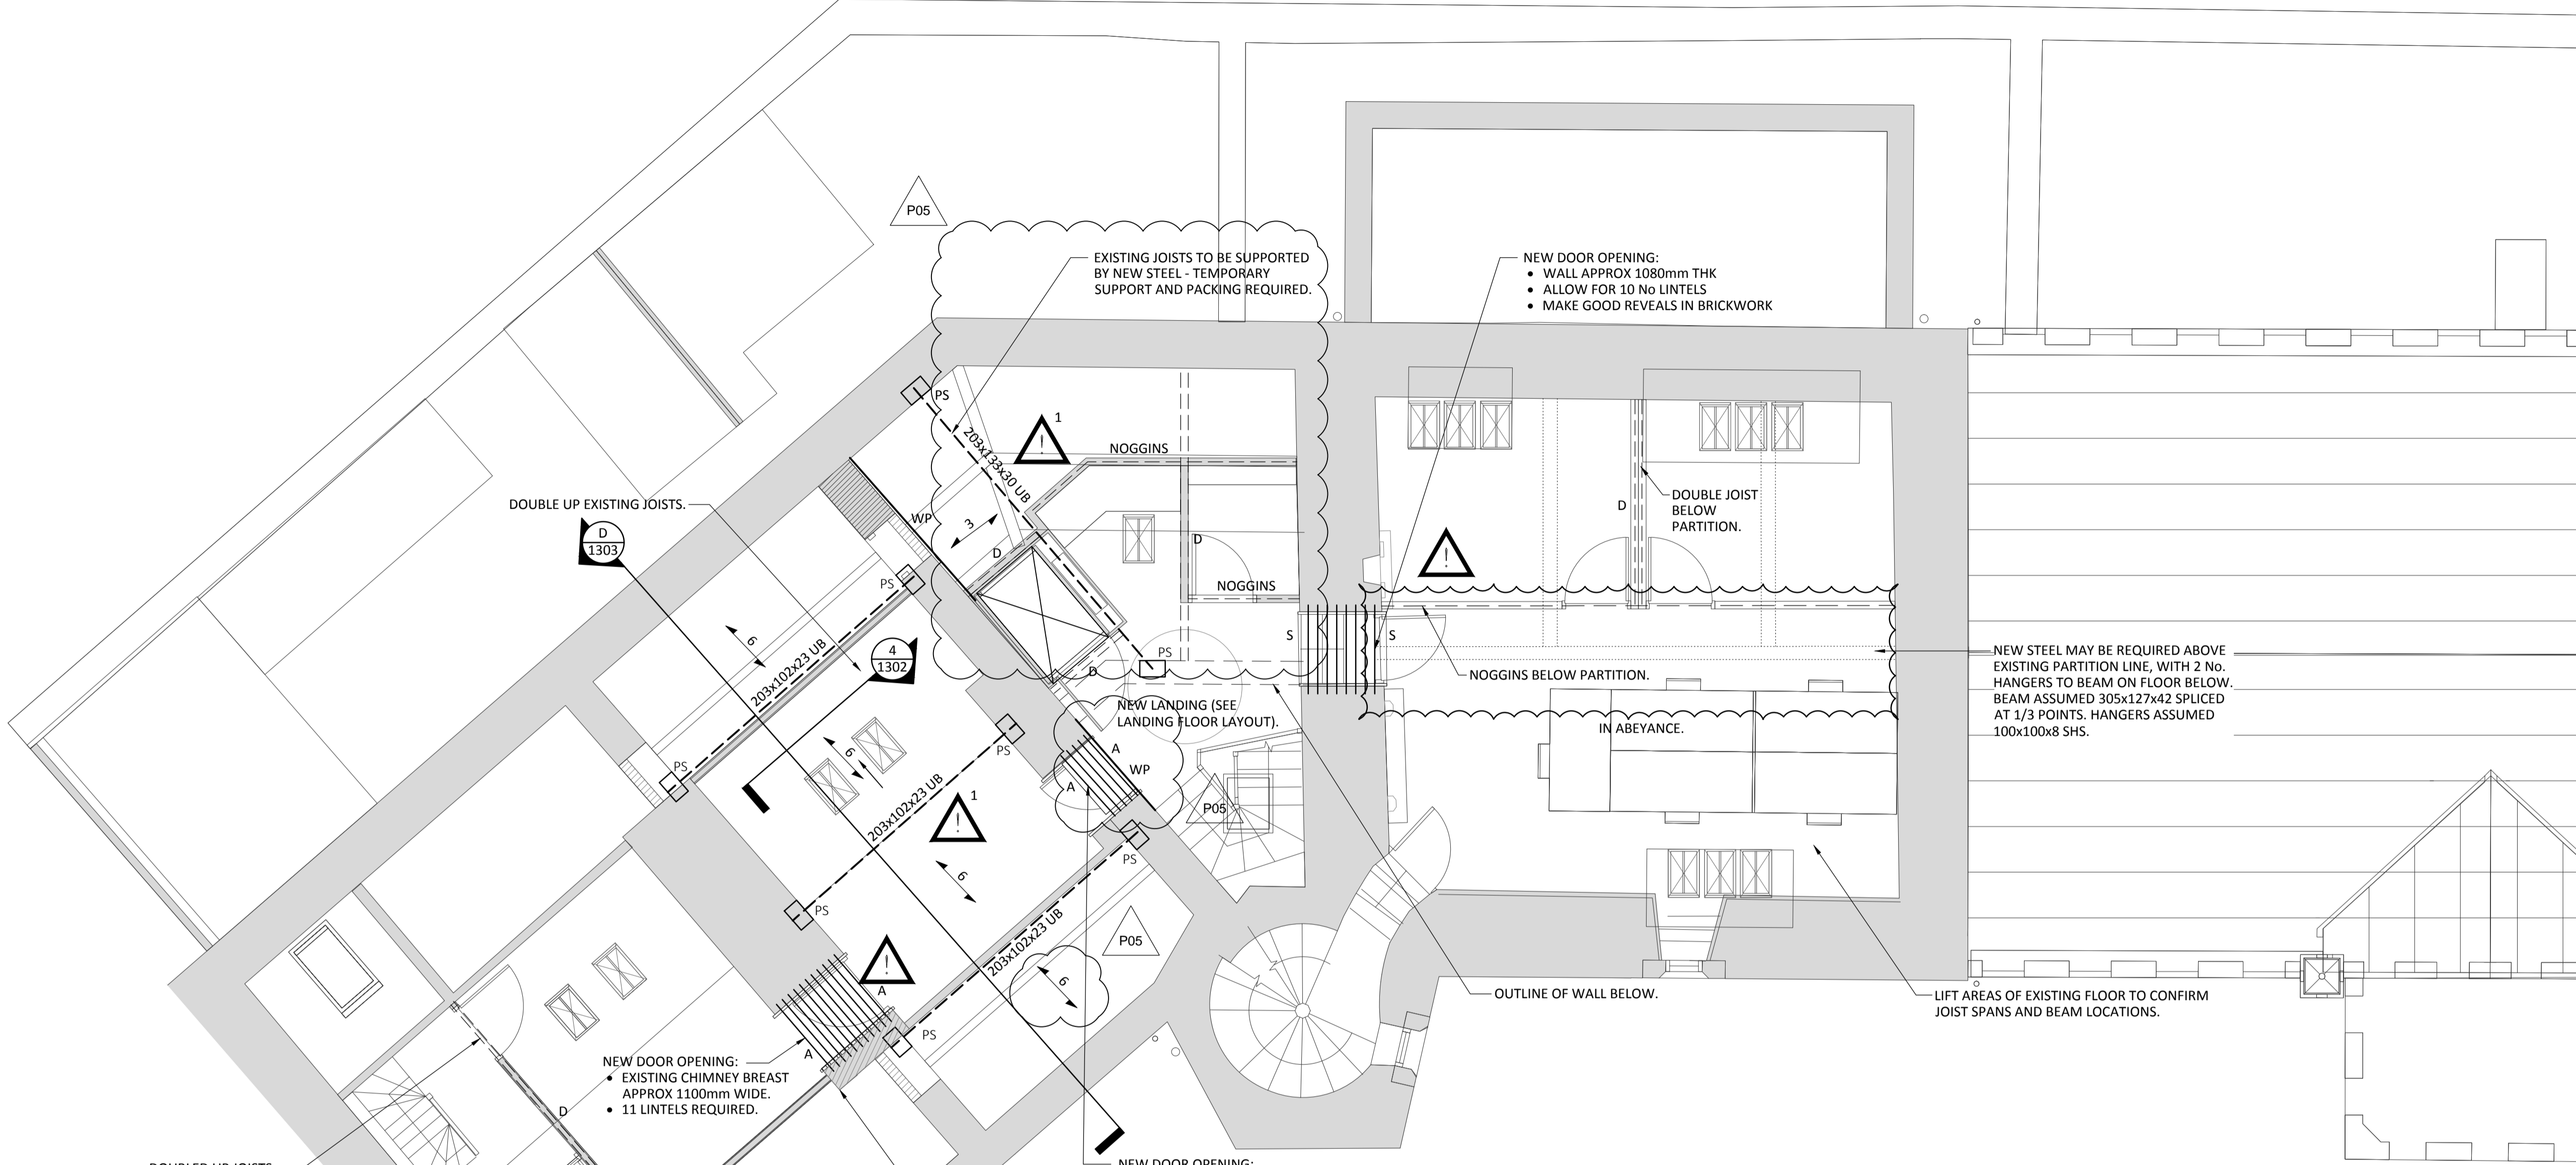 P05
EXISTING JOISTS TO BE SUPPORTED
BY NEW STEEL - TEMPORARY
SUPPORT AND PACKING REQUIRED.
NEW DOOR OPENING:
• WALL APPROX 1080mm THK
• ALLOW FOR 10 No LINTELS
• MAKE GOOD REVEALS IN BRICKWORK
PS
1
!
203x133x30 UB
NOGGINS
DOUBLE UP EXISTING JOISTS.
D
1303
WP
3
D
D
NOGGINS
D
DOUBLE JOIST
BELOW
PARTITION.
!
PS
6
203x102x23 UB
4
1302
S
S
PS
D
NOGGINS BELOW PARTITION.
NEW STEEL MAY BE REQUIRED ABOVE
EXISTING PARTITION LINE, WITH 2 No.
HANGERS TO BEAM ON FLOOR BELOW.
BEAM ASSUMED 305x127x42 SPLICED
AT 1/3 POINTS. HANGERS ASSUMED
100x100x8 SHS.
NEW LANDING (SEE
LANDING FLOOR LAYOUT).
IN ABEYANCE.
PS
PS
6
A
WP
A
203x102x23 UB
1
!
P05
PS
6
PS
203x102x23 UB
P05
6
!
A
PS
A
OUTLINE OF WALL BELOW.
LIFT AREAS OF EXISTING FLOOR TO CONFIRM
JOIST SPANS AND BEAM LOCATIONS.
NEW DOOR OPENING:
• EXISTING CHIMNEY BREAST
APPROX 1100mm WIDE.
• 11 LINTELS REQUIRED.
D
DOUBLED UP JOISTS
NEW DOOR OPENING: